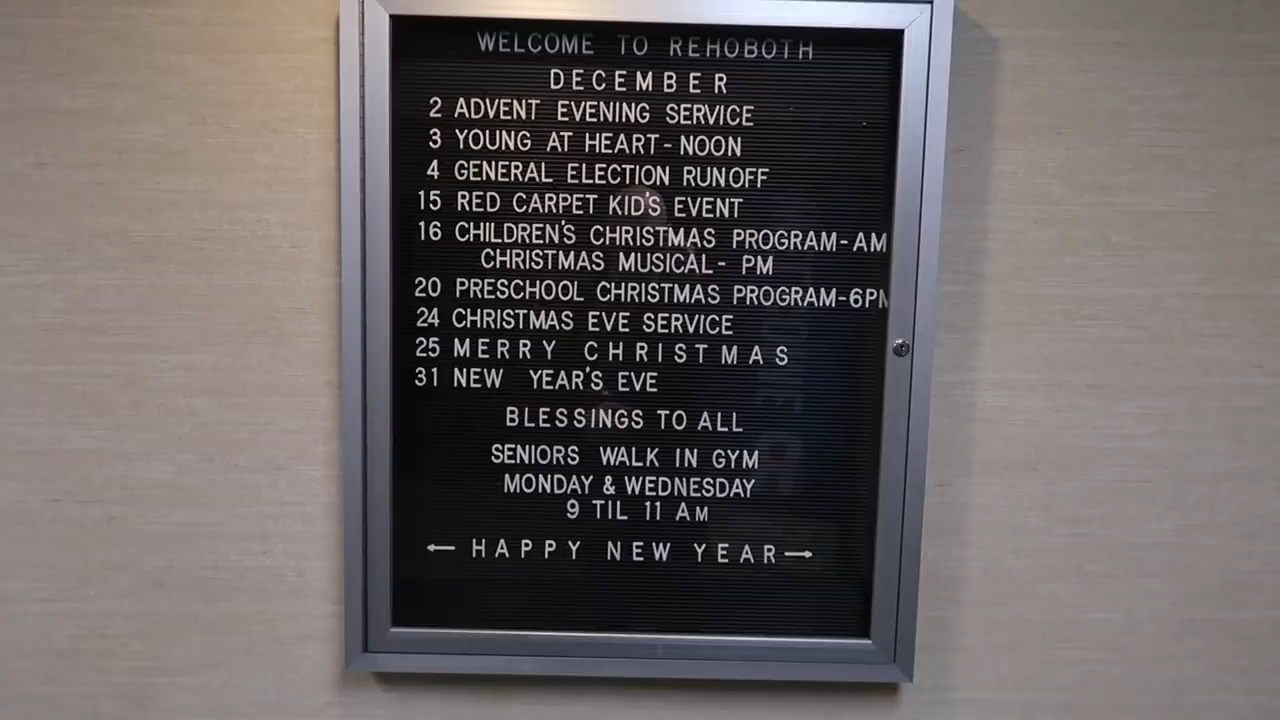 WELCOME TO REHOBOTH
DECEMBER
2 ADVENT EVENING SERVICE
3 YOUNG AT HEART - NOON
4 GENERAL ELECTION RUNOFF
15 RED CARPET KID'S EVENT
16 CHILDREN'S CHRISTMAS PROGRAM-AM
CHRISTMAS MUSICAL- PM
20 PRESCHOOL CHRISTMAS PROGRAM-6PM
24 CHRISTMAS EVE SERVICE
25 MERRY CHRISTMAS
31 NEW YEAR'S EVE
BLESSINGS TO ALL
SENIORS WALK IN GYM
MONDAY & WEDNESDAY
9 TIL 11 AM
← HAPPY NEW YEAR →